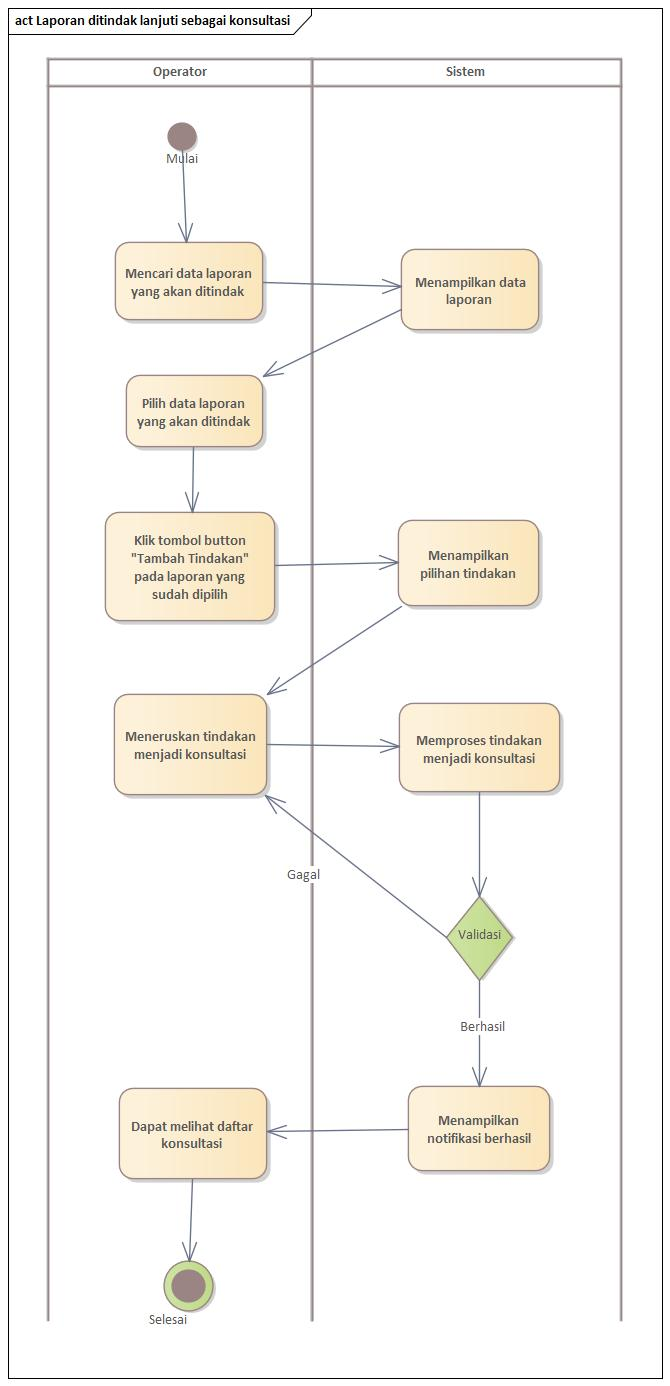 act Laporan ditindak lanjuti sebagai konsultasi
Operator
Sistem
Mulai
Mencari data laporan
yang akan ditindak
Menampilkan data
laporan
Pilih data laporan
yang akan ditindak
Klik tombol button
"Tambah Tindakan"
pada laporan yang
sudah dipilih
Menampilkan
pilihan tindakan
Meneruskan tindakan
menjadi konsultasi
Memproses tindakan
menjadi konsultasi
Gagal
Validasi
Berhasil
Menampilkan
notifikasi berhasil
Dapat melihat daftar
konsultasi
Selesai